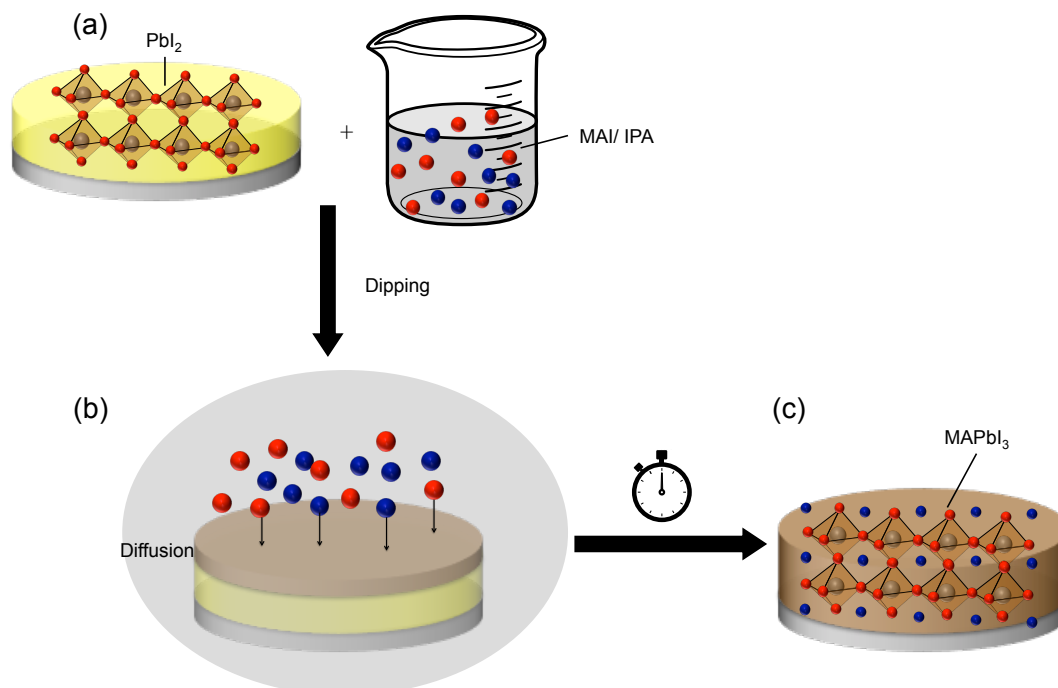 (a)
PbI₂
+
MAI/ IPA
Dipping
(b)
Diffusion
(c)
MAPbI₃